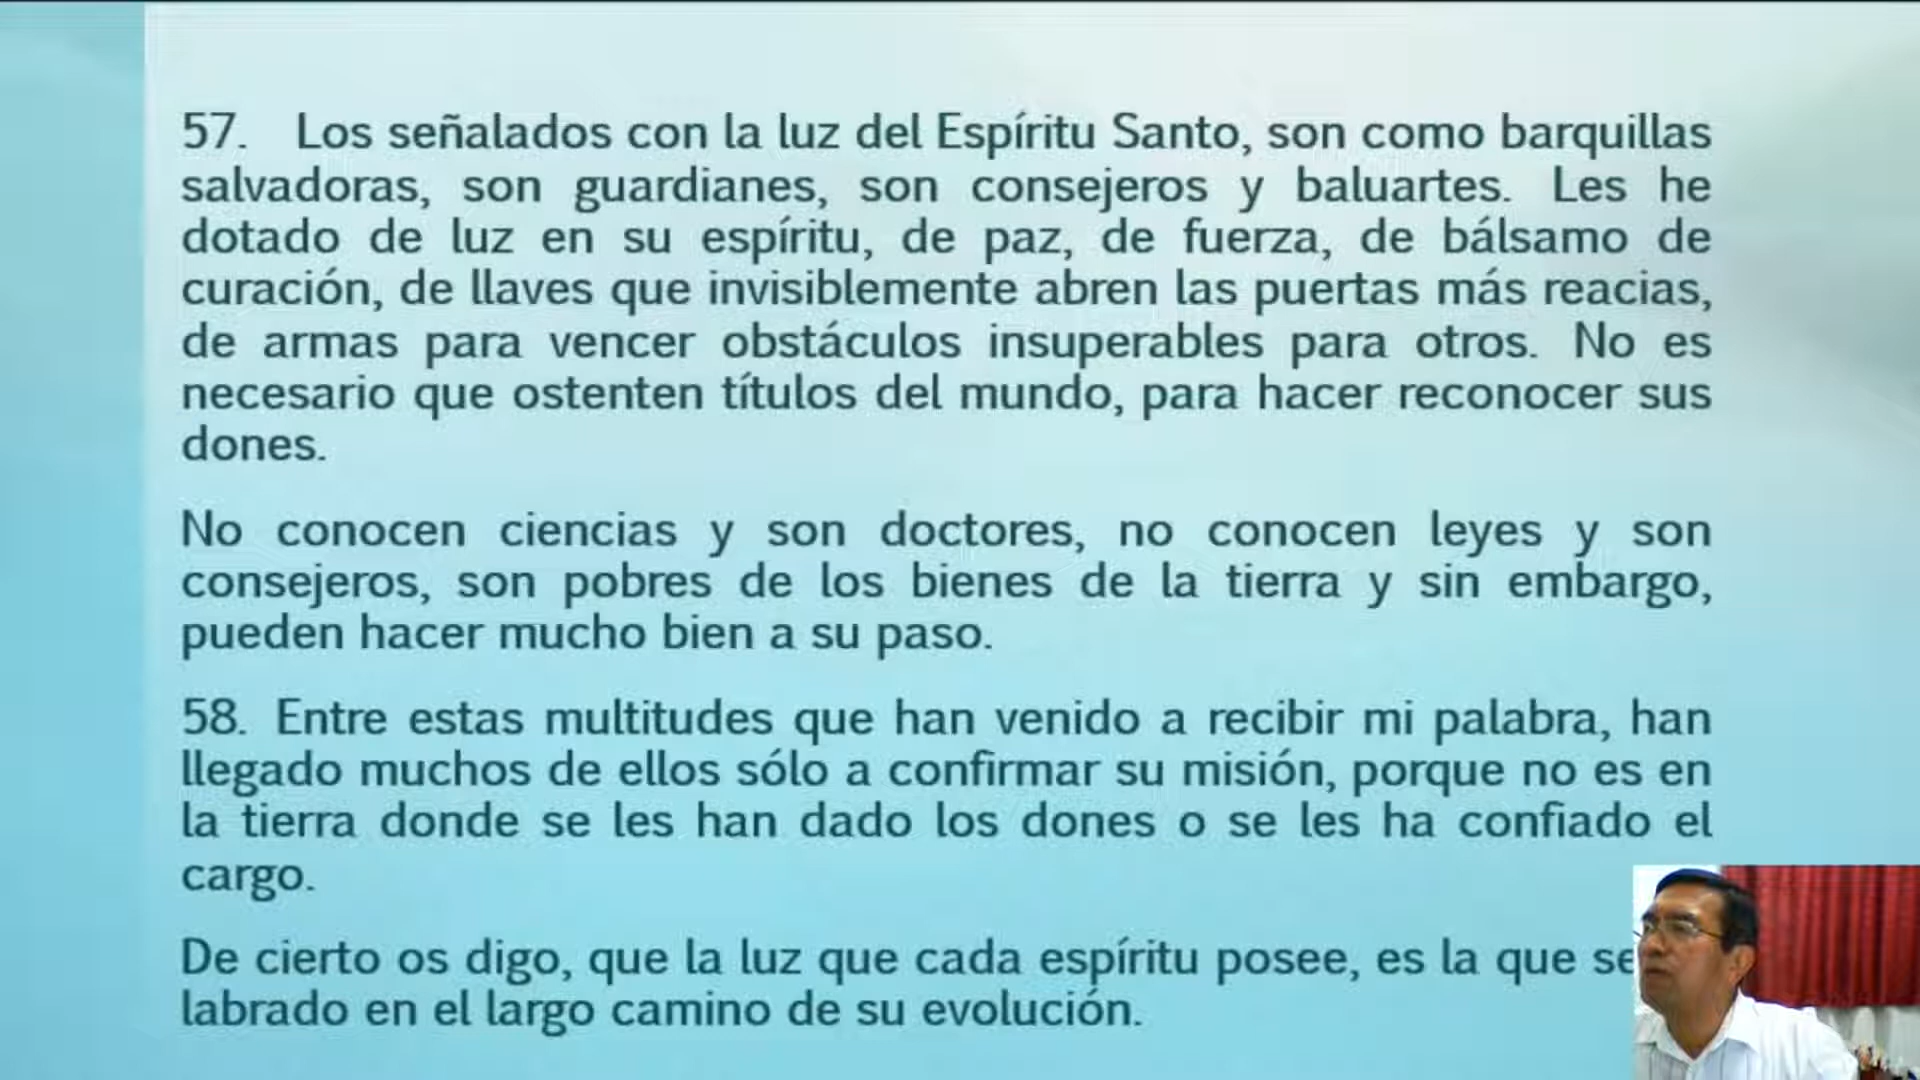 57. Los señalados con la luz del Espíritu Santo, son como barquillas
salvadoras, son guardianes, son consejeros y baluartes. Les he
dotado de luz en su espíritu, de paz, de fuerza, de bálsamo de
curación, de llaves que invisiblemente abren las puertas más reacias,
de armas para vencer obstáculos insuperables para otros. No es
necesario que ostenten títulos del mundo, para hacer reconocer sus
dones.
No conocen ciencias y son doctores, no conocen leyes y son
consejeros, son pobres de los bienes de la tierra y sin embargo,
pueden hacer mucho bien a su paso.
58. Entre estas multitudes que han venido a recibir mi palabra, han
llegado muchos de ellos sólo a confirmar su misión, porque no es en
la tierra donde se les han dado los dones o se les ha confiado el
cargo.
De cierto os digo, que la luz que cada espíritu posee, es la que se
labrado en el largo camino de su evolución.